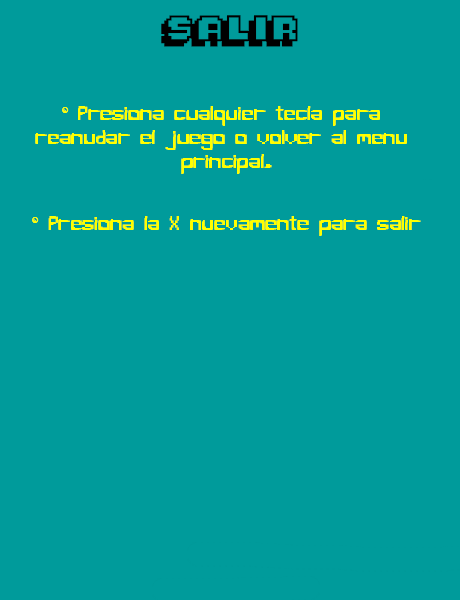 SALIR
° Presiona cualquier tecla para
reanudar el juego o volver al menu
principal.
° Presiona la X nuevamente para salir